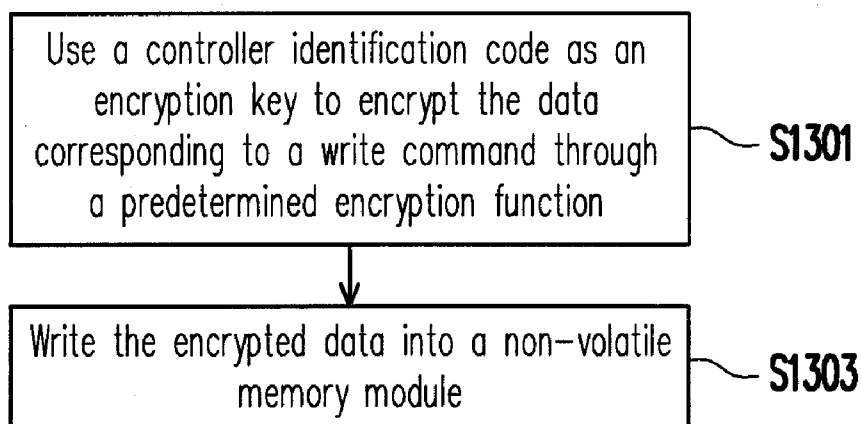 Use a controller identification code as an
encryption key to encrypt the data
corresponding to a write command through
a predetermined encryption function
S1301
Write the encrypted data into a non-volatile
memory module
S1303